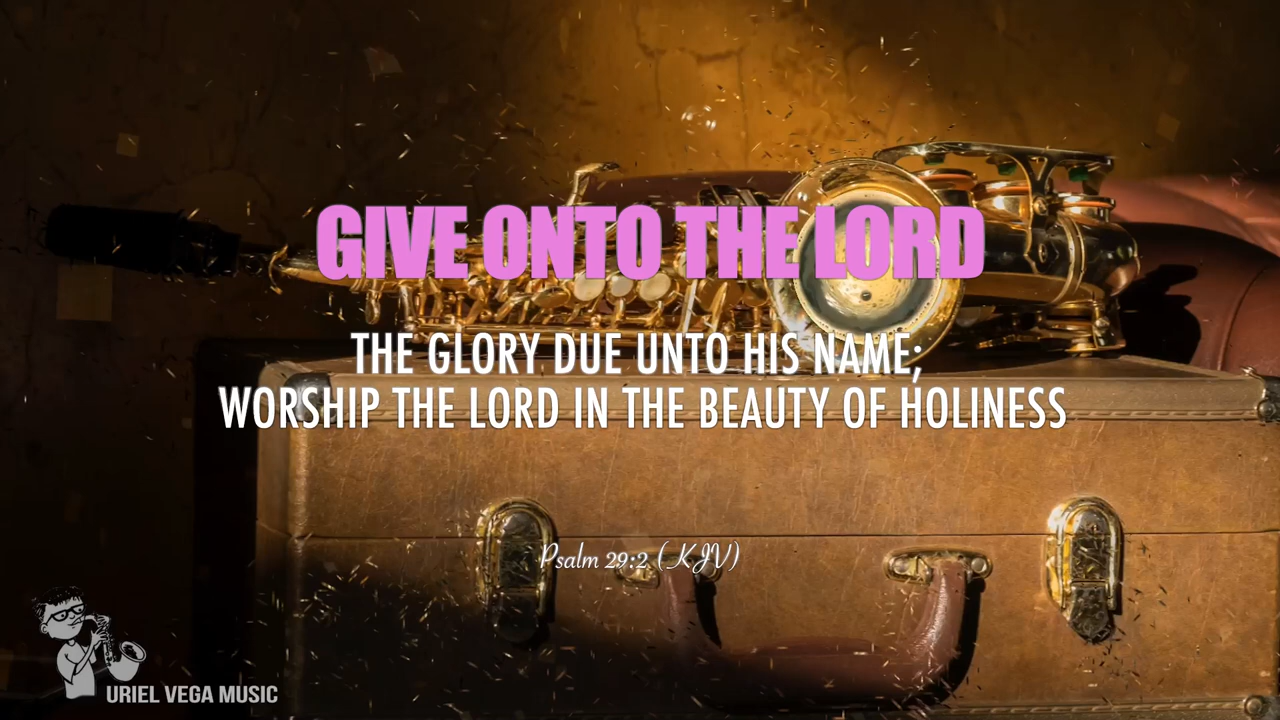 GIVE ONTO THE LORD
THE GLORY DUE UNTO HIS NAME;
WORSHIP THE LORD IN THE BEAUTY OF HOLINESS
Psalm 29:2 (KJV)
URIEL VEGA MUSIC